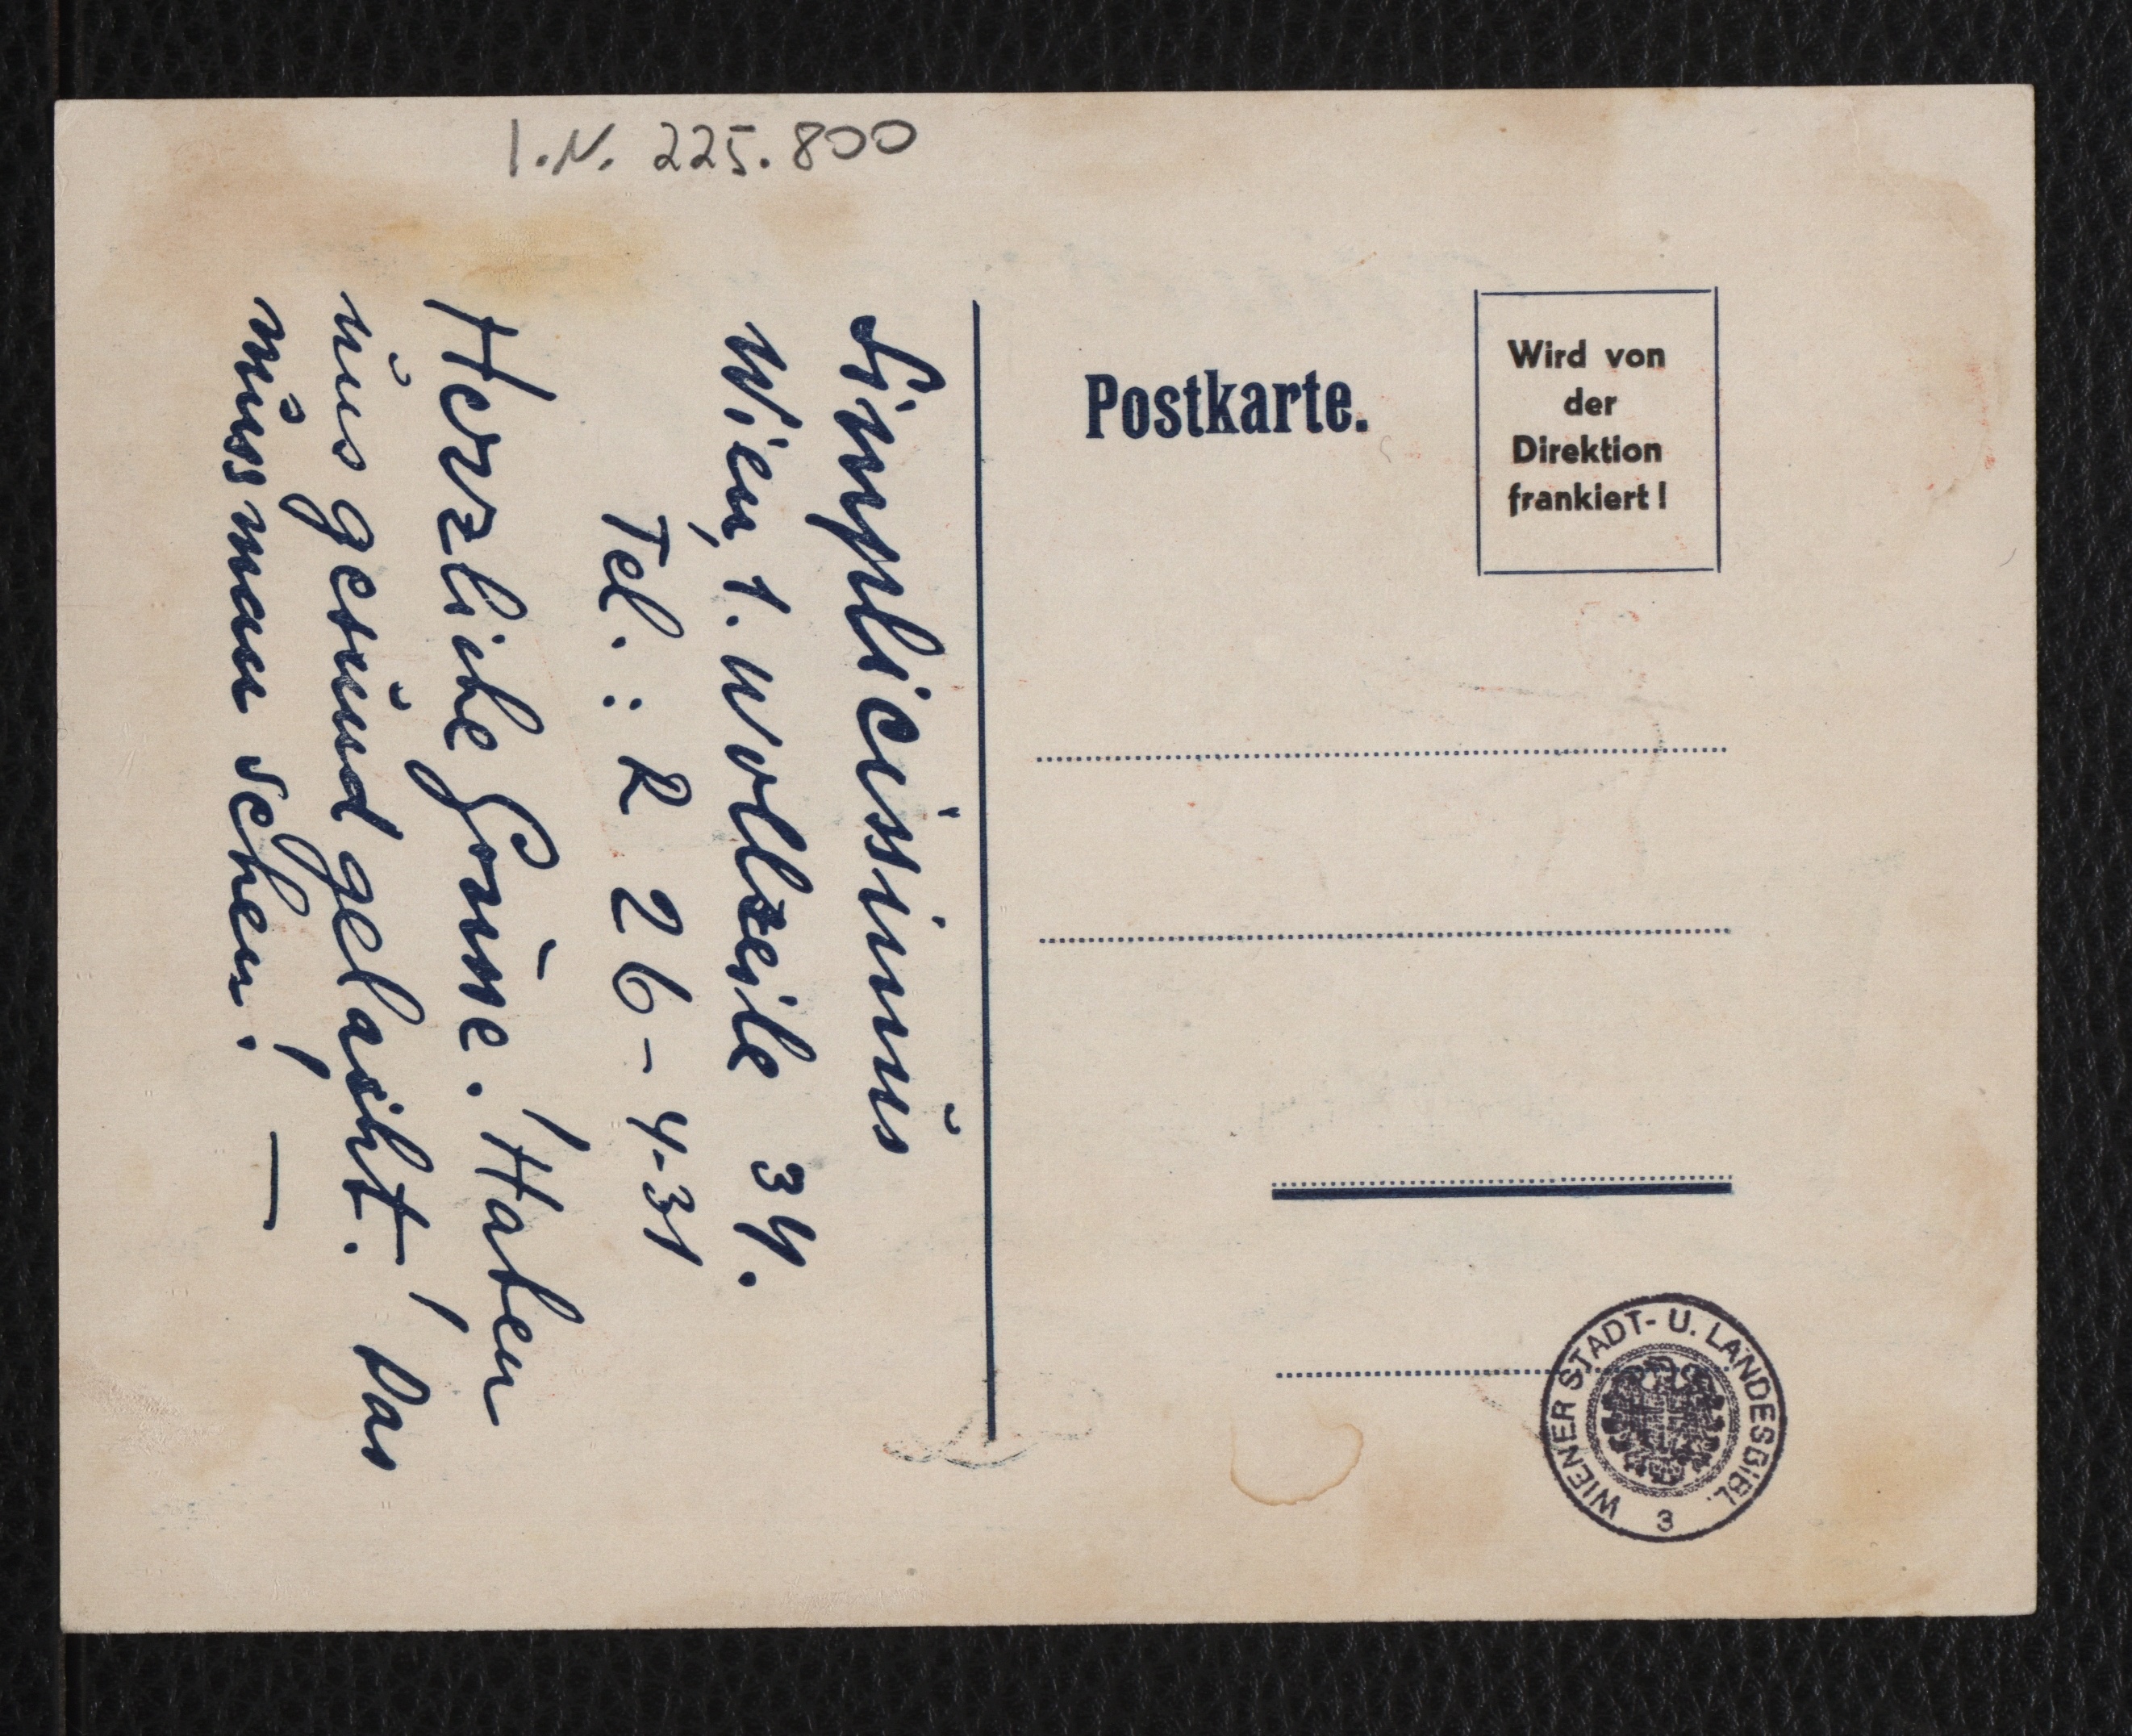 I.N. 225.800
Simplicissimus
Wien, 1. Wollzeile 34.
Tel.: R 26-4-31
Herzliche Grüsse. Haben
uns gesund gelacht. Das
muss man sehen! —
Postkarte.
Wird von
der
Direktion
frankiert!
WIENER STADT- U. LANDESBIBL.
3